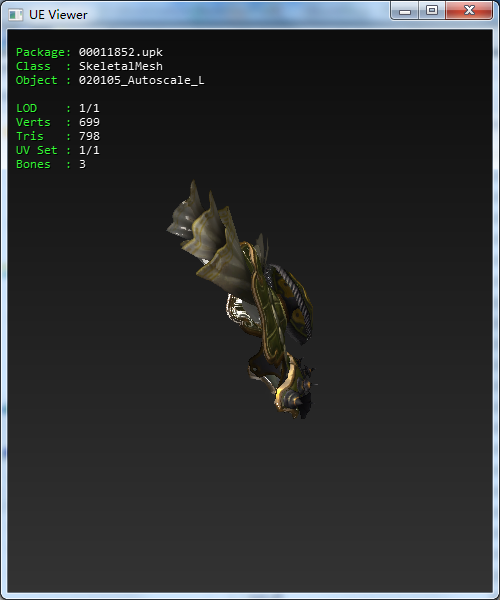 UE Viewer
Package: 00011852.upk
Class  : SkeletalMesh
Object : 020105_Autoscale_L
LOD    : 1/1
Verts  : 699
Tris   : 798
UV Set : 1/1
Bones  : 3